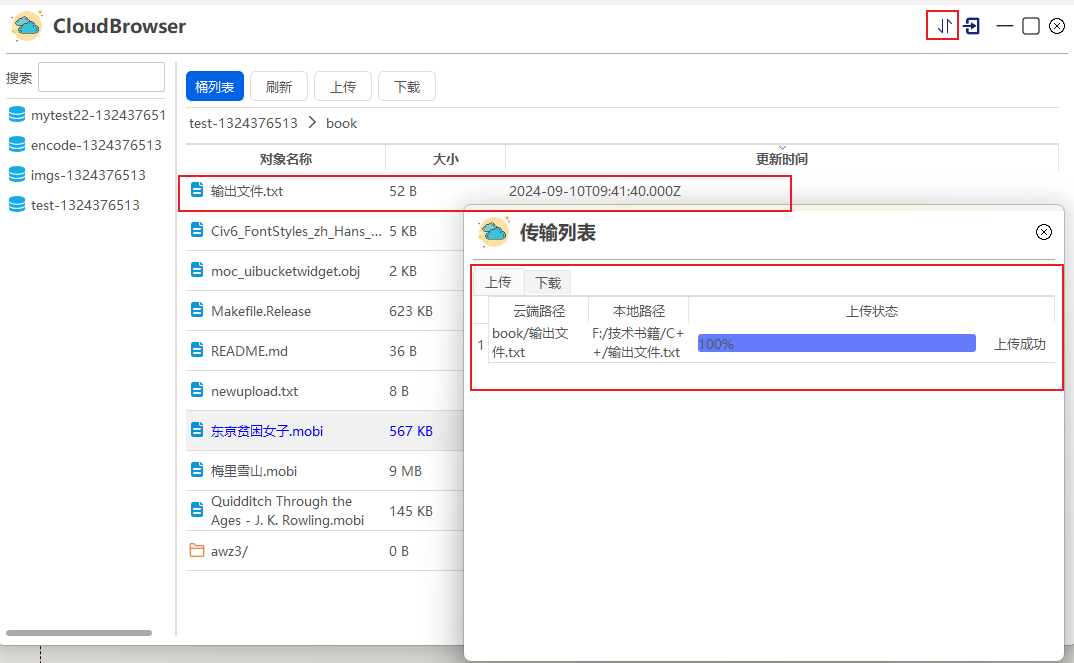 CloudBrowser
搜索
桶列表 刷新 上传 下载
mytest22-132437651
encode-1324376513
imgs-1324376513
test-1324376513
test-1324376513 > book
对象名称 大小 更新时间
输出文件.txt 52 B 2024-09-10T09:41:40.000Z
Civ6_FontStyles_zh_Hans_... 5 KB
moc_uibucketwidget.obj 2 KB
Makefile.Release 623 KB
README.md 36 B
newupload.txt 8 B
东京贫困女子.mobi 567 KB
梅里雪山.mobi 9 MB
Quidditch Through the
Ages - J. K. Rowling.mobi 145 KB
awz3/ 0 B
传输列表
上传 下载
云端路径 本地路径 上传状态
1 book/输出文 F:/技术书籍/C+
件.txt +/输出文件.txt 100% 上传成功